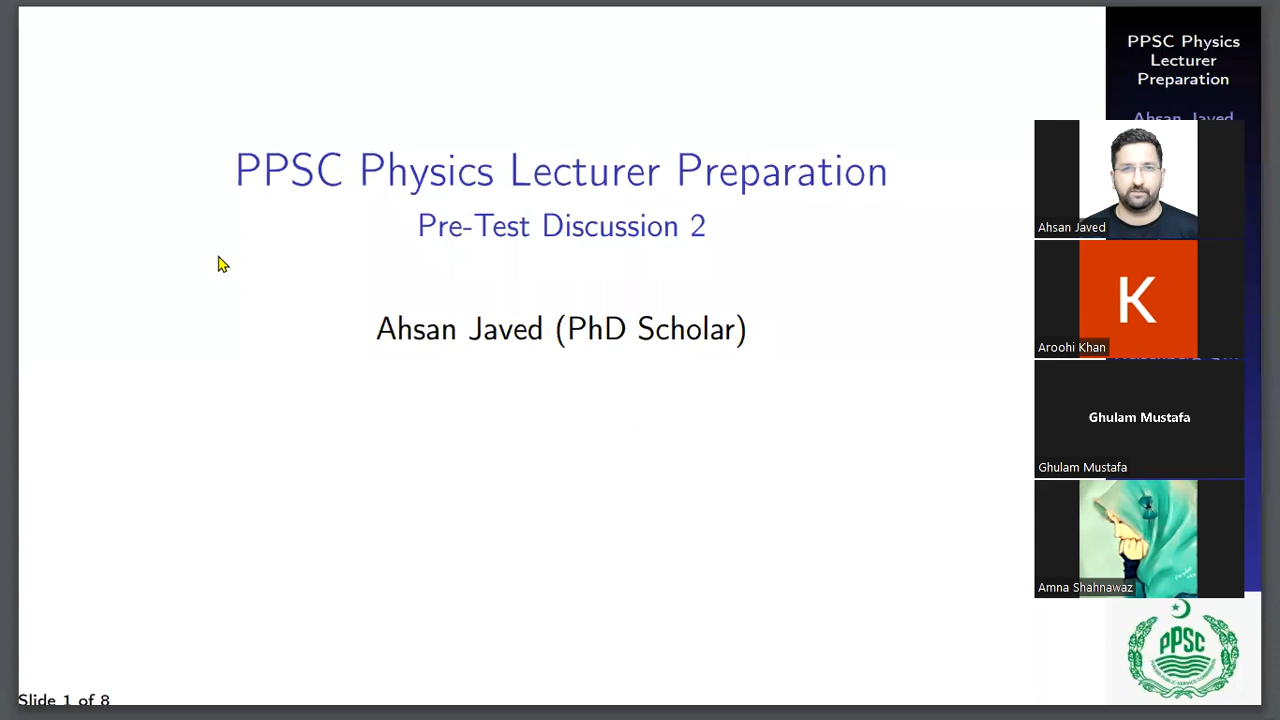 PPSC Physics Lecturer Preparation
Pre-Test Discussion 2
Ahsan Javed (PhD Scholar)
Slide 1 of 8
PPSC Physics
Lecturer
Preparation
Ahsan Javed
Ahsan Javed
K
Aroohi Khan
Ghulam Mustafa
Ghulam Mustafa
Amna Shahnawaz
PPSC